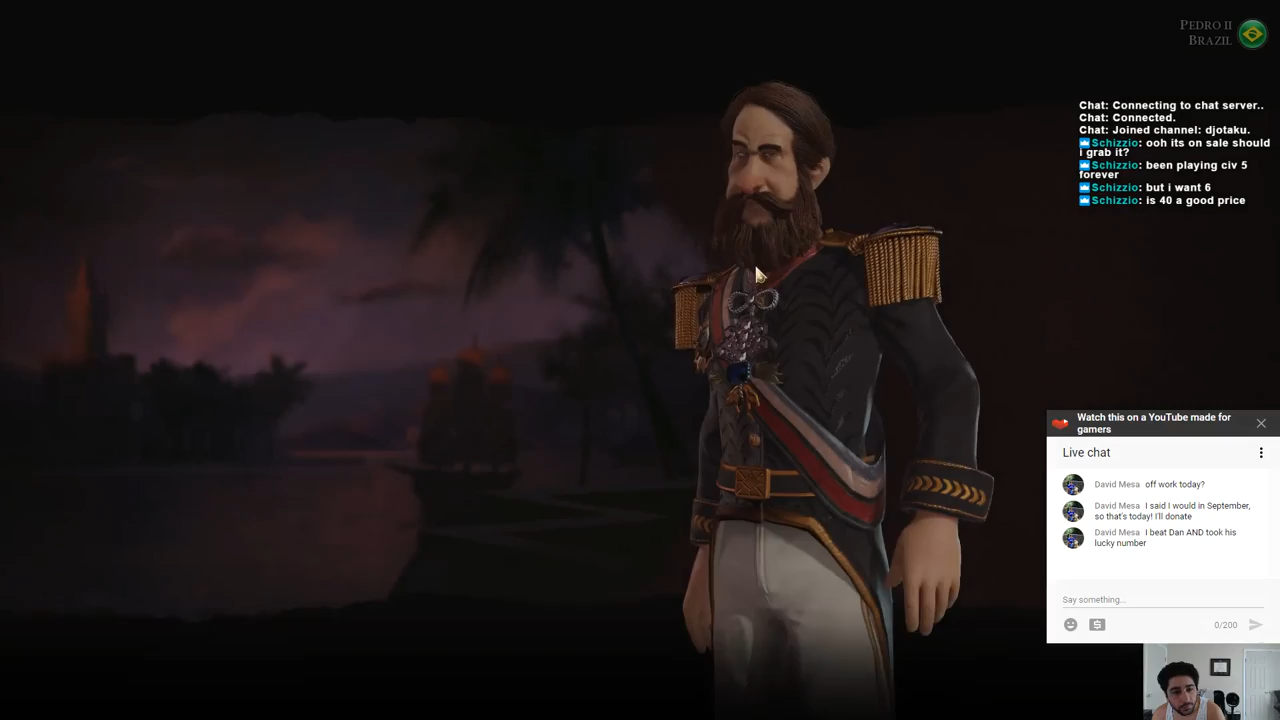 PEDRO II
BRAZIL
Chat: Connecting to chat server..
Chat: Connected.
Chat: Joined channel: djotaku.
Schizzio: ooh its on sale should
i grab it?
Schizzio: been playing civ 5
forever
Schizzio: but i want 6
Schizzio: is 40 a good price
Watch this on a YouTube made for
gamers
Live chat
David Mesa off work today?
David Mesa I said I would in September,
so that's today! I'll donate
David Mesa I beat Dan AND took his
lucky number
Say something...
0/200